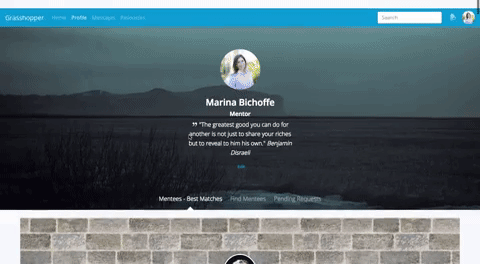 Grasshopper Home Profile Messages Favourites Search
Marina Bichoffe
Mentor
" "The greatest good you can do for
another is not just to share your riches
but to reveal to him his own." Benjamin
Disraeli
Edit
Mentees - Best Matches Find Mentees Pending Requests